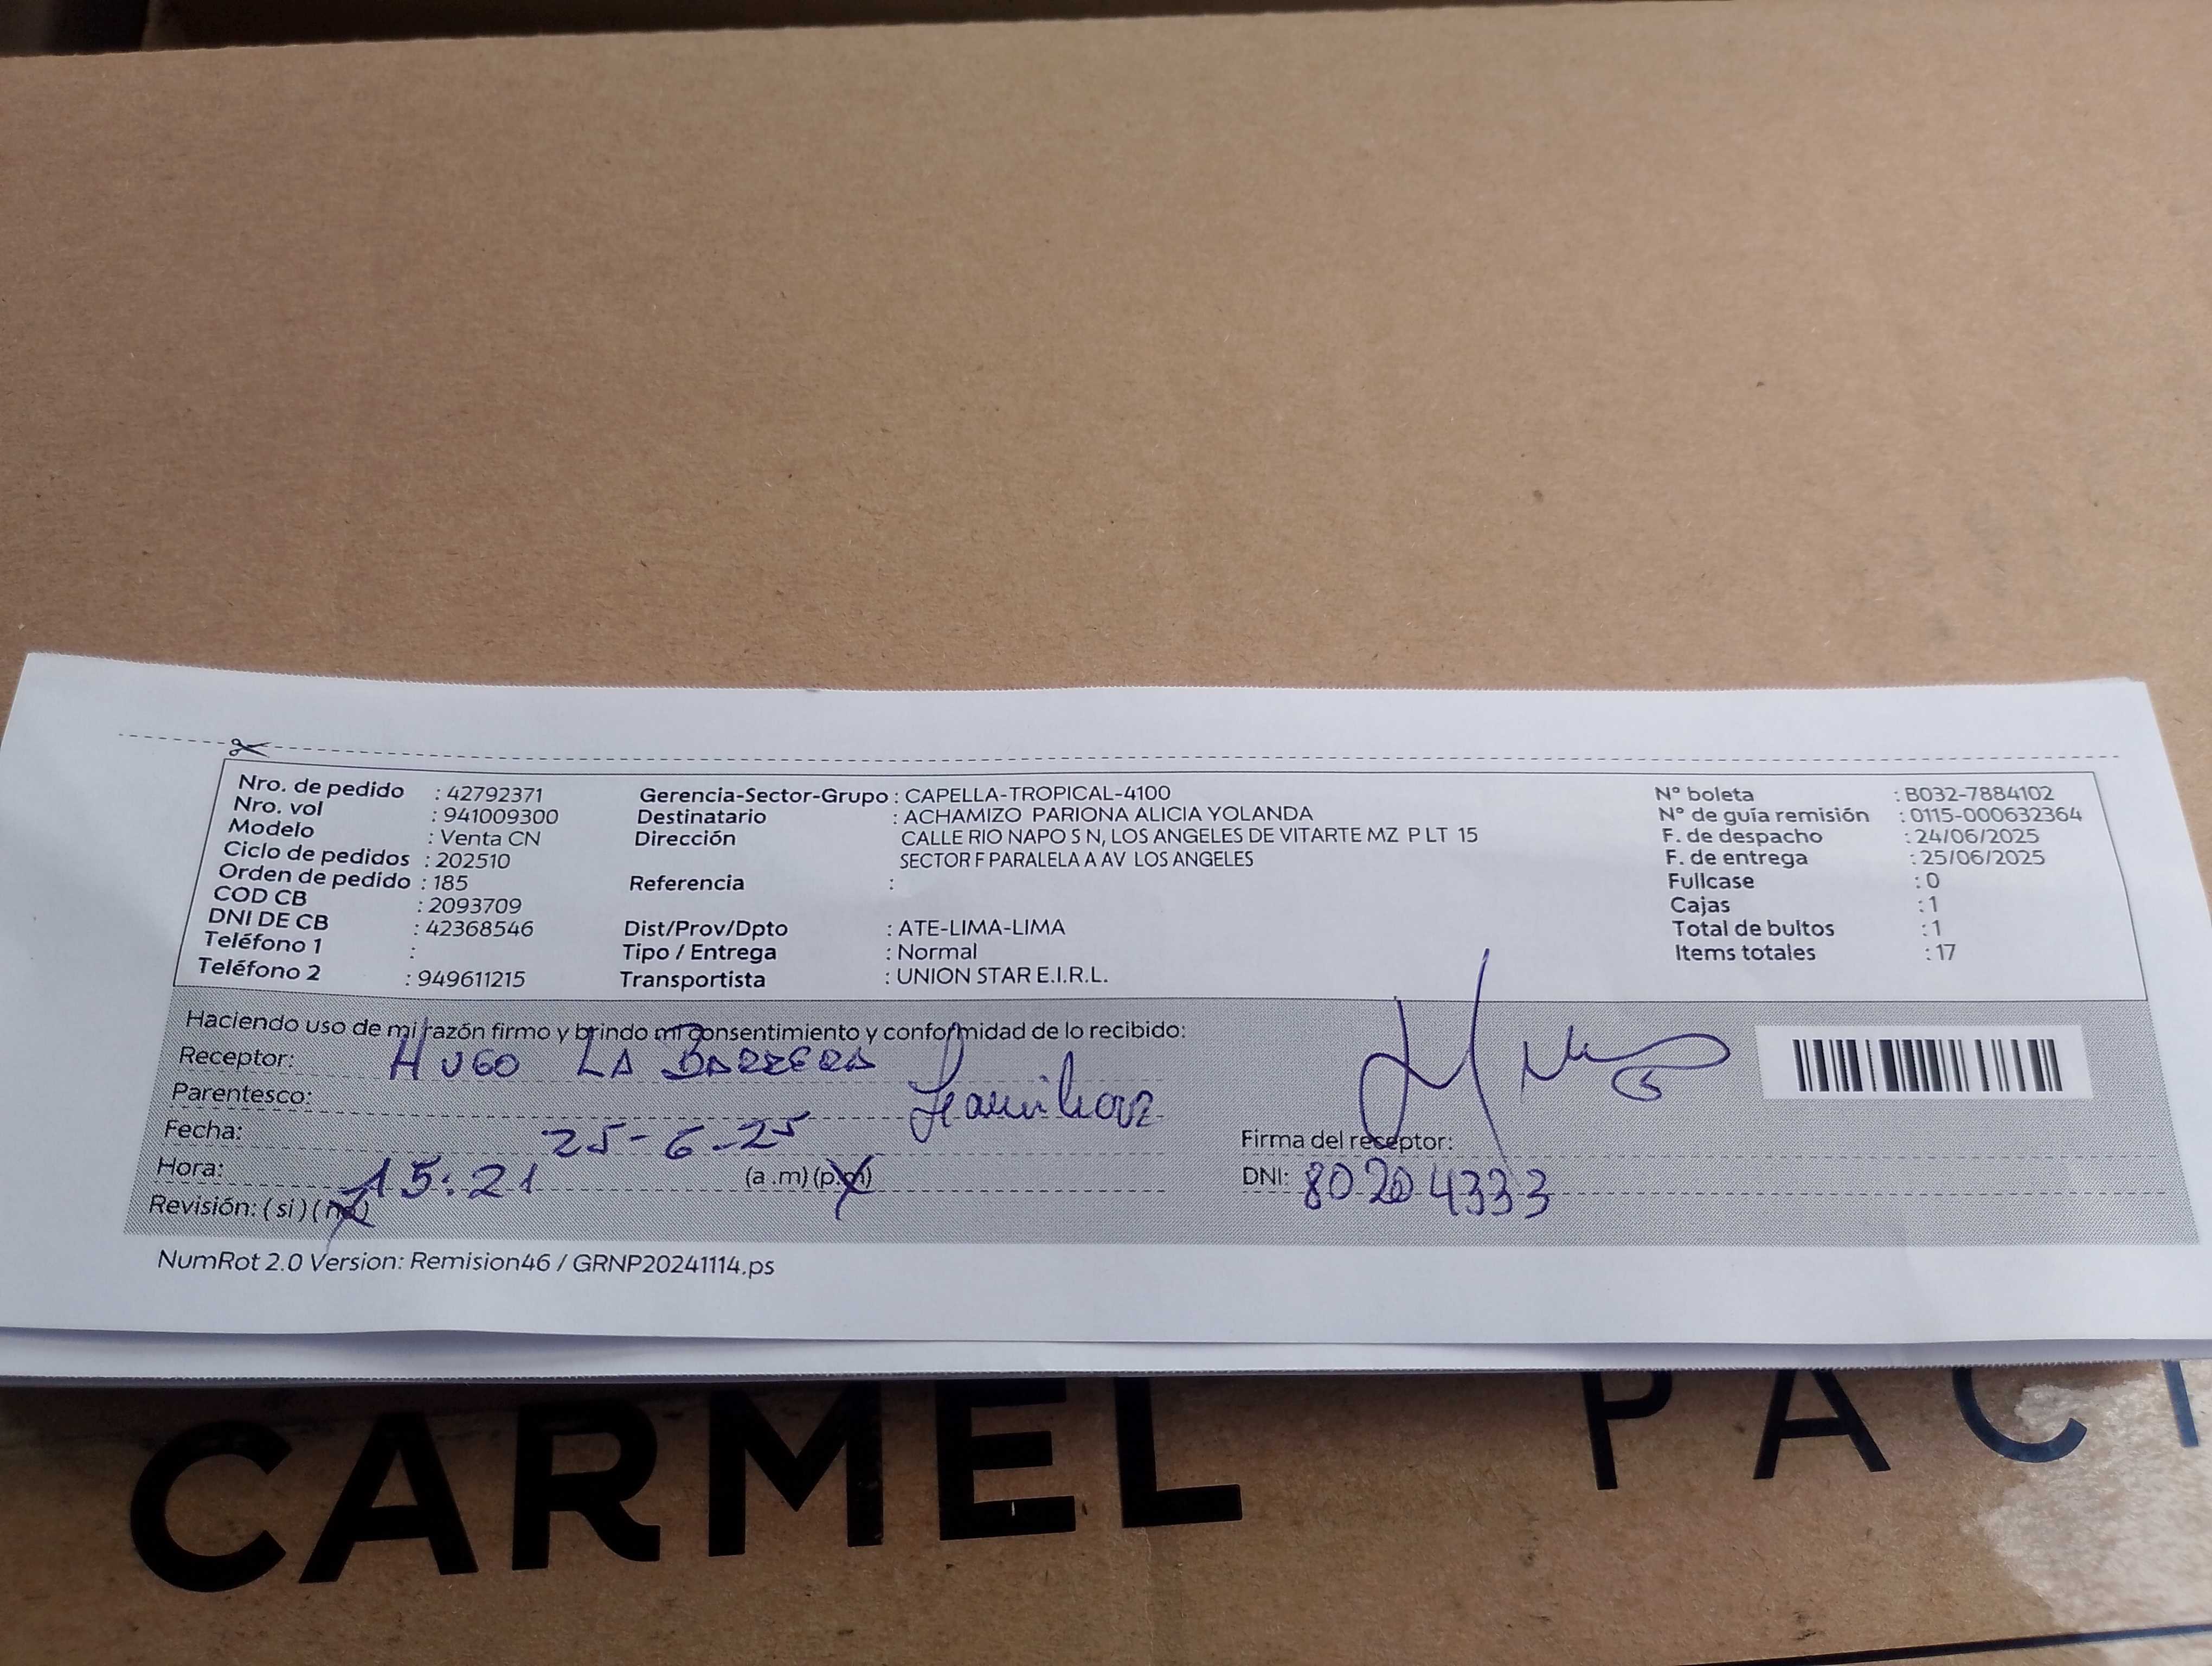 Nro. de pedido : 42792371
Nro. vol : 941009300
Modelo : Venta CN
Ciclo de pedidos : 202510
Orden de pedido : 185
COD CB : 2093709
DNI DE CB : 42368546
Teléfono 1 :
Teléfono 2 : 949611215
Gerencia-Sector-Grupo : CAPELLA-TROPICAL-4100
Destinatario : ACHAMIZO PARIONA ALICIA YOLANDA
Dirección CALLE RIO NAPO S N, LOS ANGELES DE VITARTE MZ P LT 15
SECTOR F PARALELA A AV LOS ANGELES
Referencia :
Dist/Prov/Dpto : ATE-LIMA-LIMA
Tipo / Entrega : Normal
Transportista : UNION STAR E.I.R.L.
N° boleta : B032-7884102
N° de guía remisión : 0115-000632364
F. de despacho : 24/06/2025
F. de entrega : 25/06/2025
Fullcase : 0
Cajas : 1
Total de bultos : 1
Items totales : 17
Haciendo uso de mi razón firmo y brindo mi consentimiento y conformidad de lo recibido:
Receptor: HUGO LA BARRERA
Parentesco: Familiar
Fecha: 25-6-25
Hora: 15:21 (a .m) (p.m)
Revisión: ( si ) ( no )
Firma del receptor:
DNI: 80204333
NumRot 2.0 Version: Remision46 / GRNP20241114.ps
CARMEL PACI